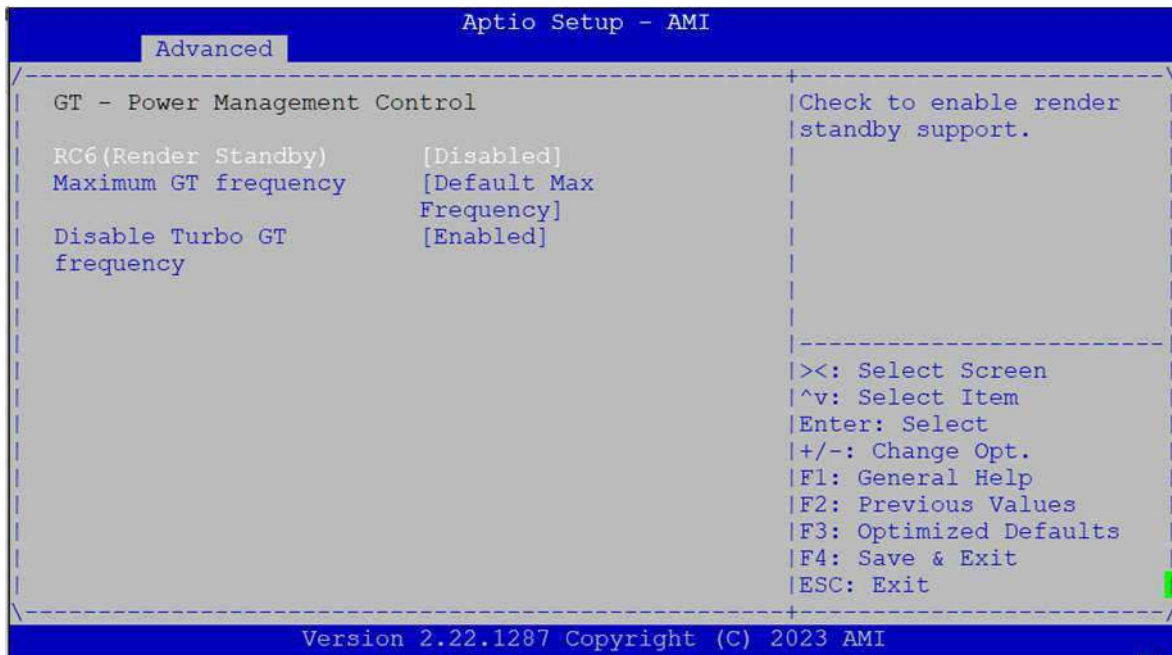 Aptio Setup - AMI
Advanced
GT - Power Management Control
RC6(Render Standby) [Disabled]
Maximum GT frequency [Default Max
Frequency]
Disable Turbo GT [Enabled]
frequency
Check to enable render
standby support.
><: Select Screen
^v: Select Item
Enter: Select
+/-: Change Opt.
F1: General Help
F2: Previous Values
F3: Optimized Defaults
F4: Save & Exit
ESC: Exit
Version 2.22.1287 Copyright (C) 2023 AMI